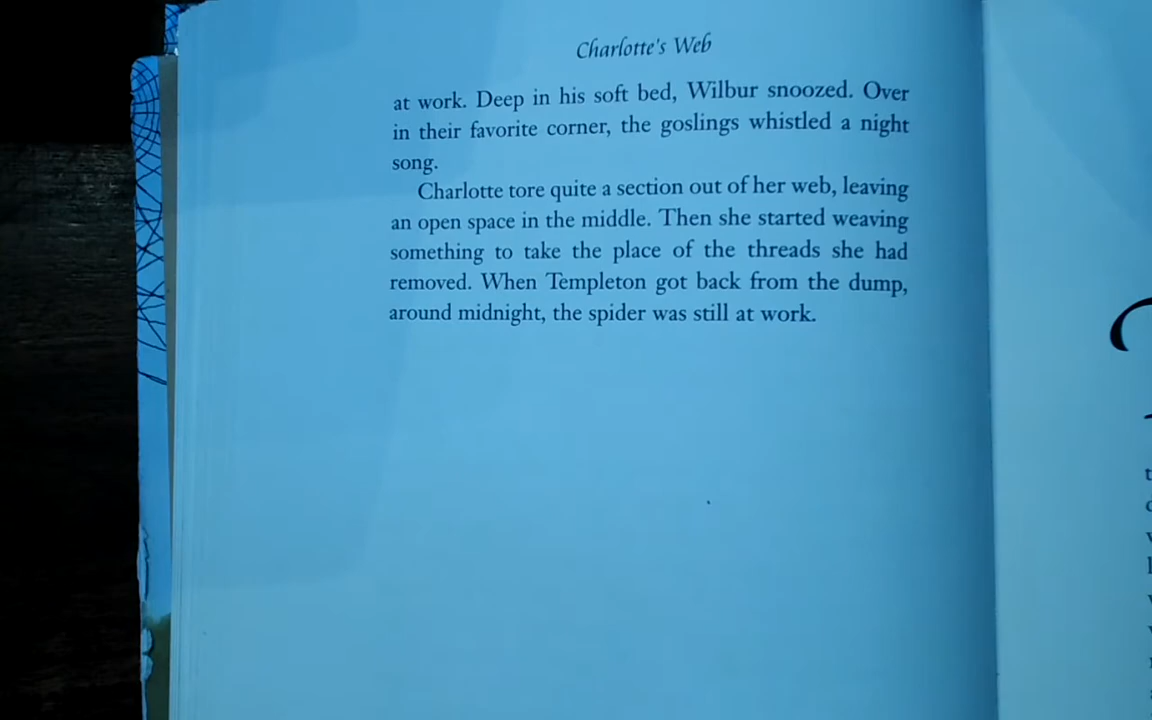 Charlotte's Web
at work. Deep in his soft bed, Wilbur snoozed. Over
in their favorite corner, the goslings whistled a night
song.
Charlotte tore quite a section out of her web, leaving
an open space in the middle. Then she started weaving
something to take the place of the threads she had
removed. When Templeton got back from the dump,
around midnight, the spider was still at work.